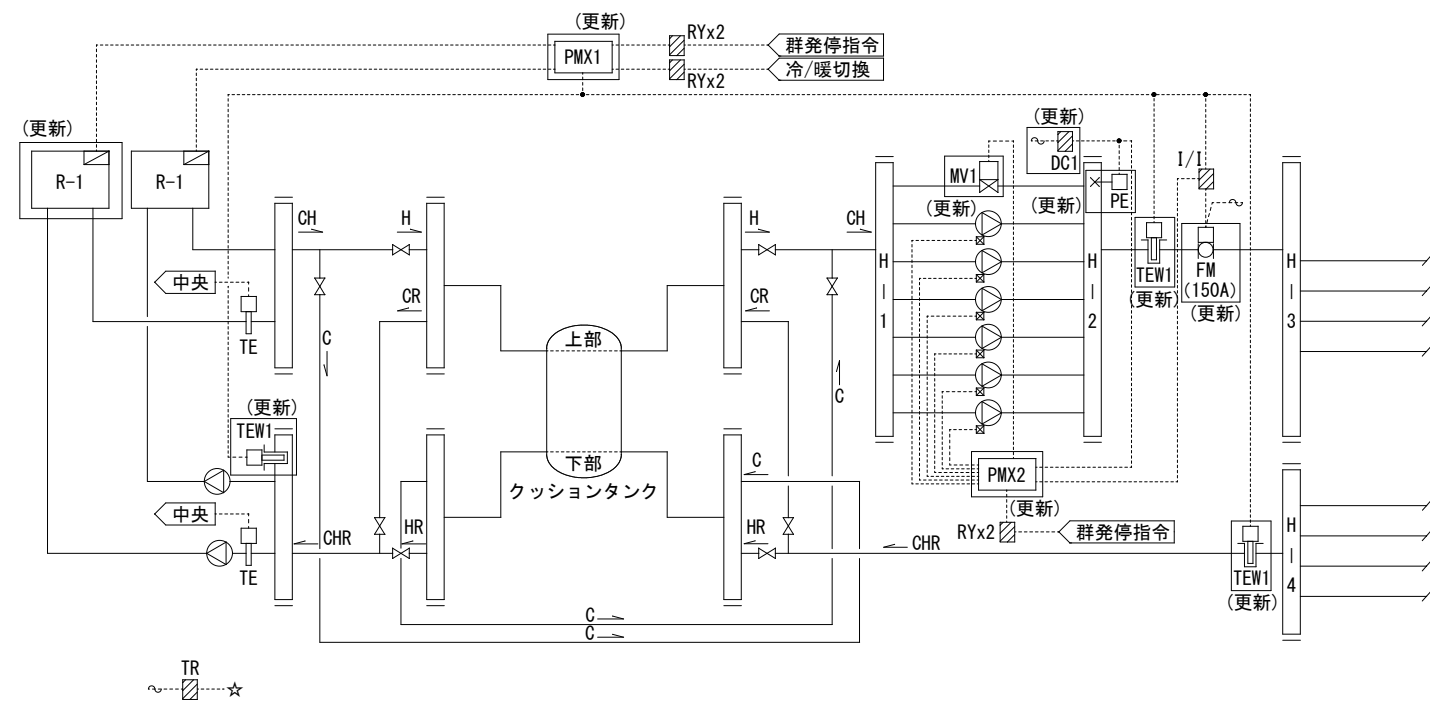 (更新)
PMX1
RYx2
群発停指令
冷/暖切換
RYx2
(更新)
R-1
R-1
(更新)
DC1
I/I
MV1
PE
(更新)
(更新)
CH
H
H
CH
中央
TE
CR
CR
C
C
上部
下部
クッションタンク
H
|
1
H
|
2
TEW1
(更新)
FM
(150A)
(更新)
H
|
3
(更新)
TEW1
中央
TE
CHR
HR
C
HR
PMX2
(更新)
RYx2
群発停指令
CHR
TEW1
(更新)
H
|
4
C
C
TR